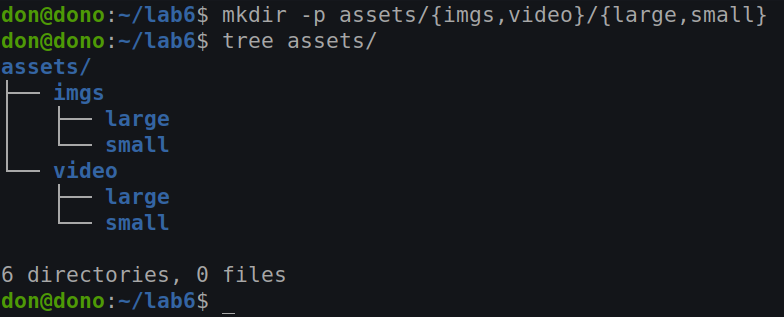 don@dono:~/lab6$ mkdir -p assets/{imgs,video}/{large,small}
don@dono:~/lab6$ tree assets/
assets/
├── imgs
│   ├── large
│   └── small
└── video
    ├── large
    └── small

6 directories, 0 files
don@dono:~/lab6$ _